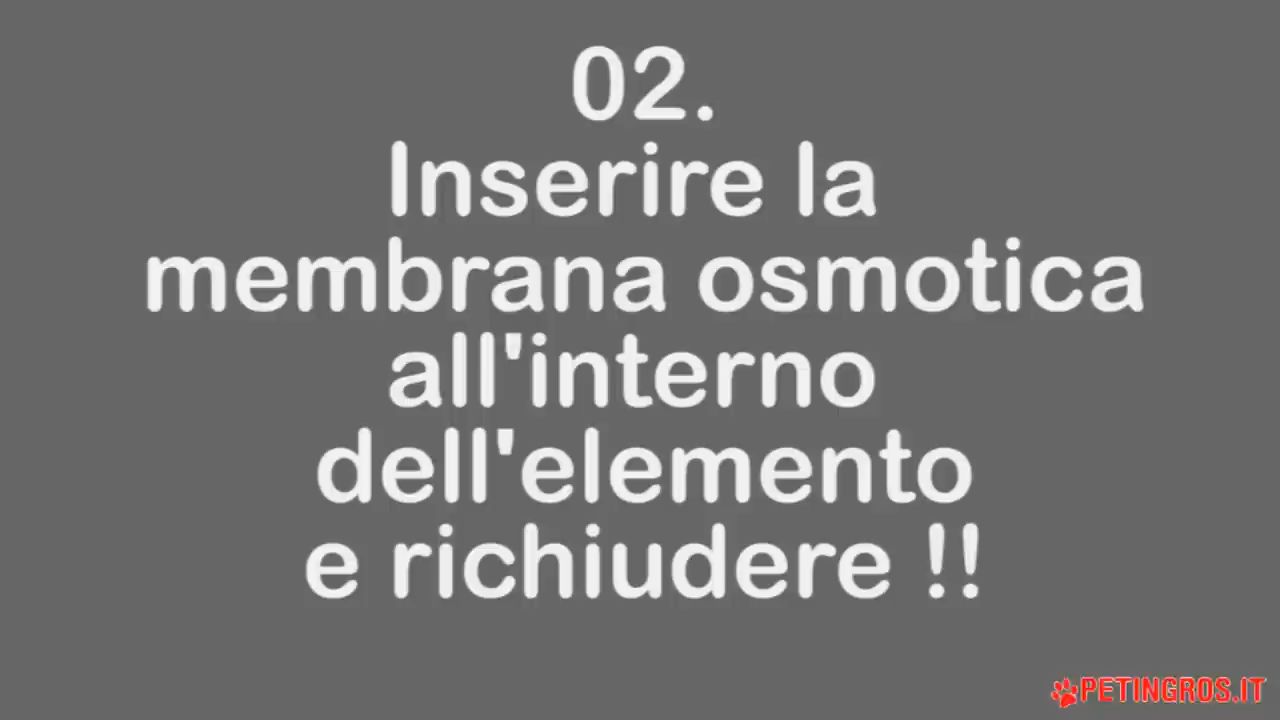 02.
Inserire la
membrana osmotica
all'interno
dell'elemento
e richiudere !!
PETINGROS.IT